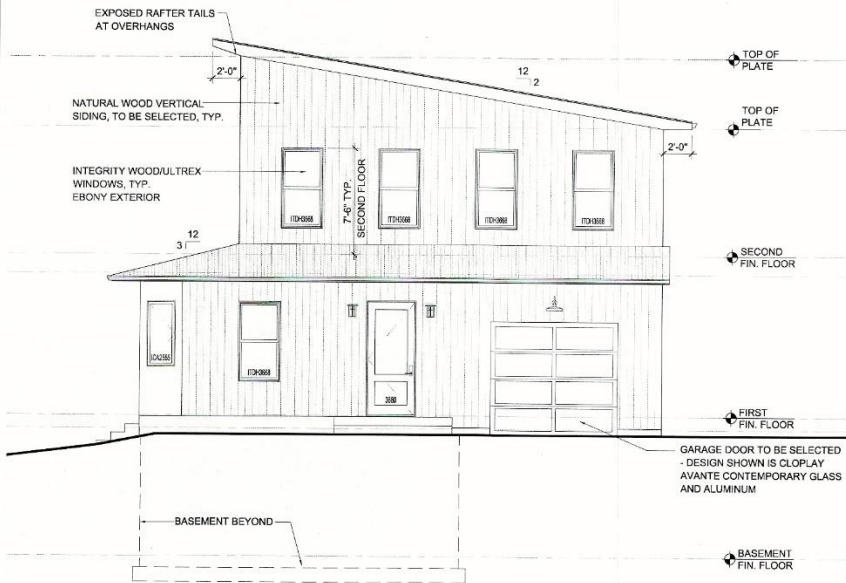 EXPOSED RAFTER TAILS
AT OVERHANGS
TOP OF
PLATE
12
2
2'-0"
NATURAL WOOD VERTICAL
SIDING, TO BE SELECTED, TYP.
TOP OF
PLATE
2'-0"
INTEGRITY WOOD/ULTREX
WINDOWS, TYP.
EBONY EXTERIOR
7'-6" TYP.
SECOND FLOOR
ITDH3668
ITDH3668
ITDH3668
ITDH3668
12
3
SECOND
FIN. FLOOR
ITDH3668
3680
FIRST
FIN. FLOOR
GARAGE DOOR TO BE SELECTED
- DESIGN SHOWN IS CLOPLAY
AVANTE CONTEMPORARY GLASS
AND ALUMINUM
BASEMENT BEYOND
BASEMENT
FIN. FLOOR